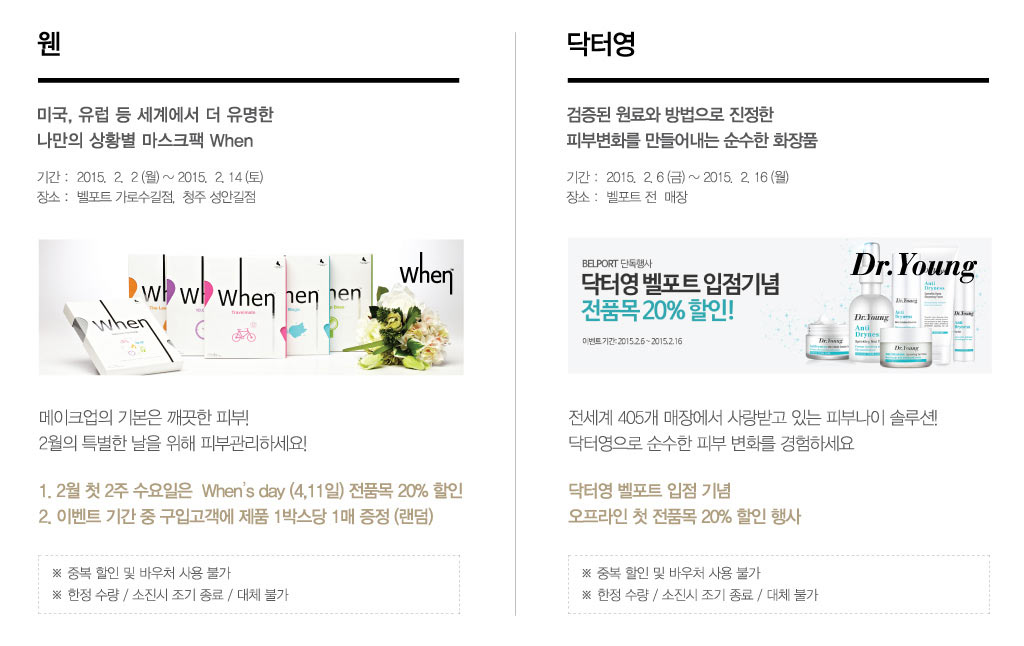 웬
미국, 유럽 등 세계에서 더 유명한
나만의 상황별 마스크팩 When
기간 : 2015. 2. 2 (월) ~ 2015. 2. 14 (토)
장소 : 벨포트 가로수길점, 청주 성안길점
when
when
when
when
when
when
Travelmate
메이크업의 기본은 깨끗한 피부!
2월의 특별한 날을 위해 피부관리하세요!
1. 2월 첫 2주 수요일은 When's day (4,11일) 전품목 20% 할인
2. 이벤트 기간 중 구입고객에 제품 1박스당 1매 증정 (랜덤)
※ 중복 할인 및 바우처 사용 불가
※ 한정 수량 / 소진시 조기 종료 / 대체 불가
닥터영
검증된 원료와 방법으로 진정한
피부변화를 만들어내는 순수한 화장품
기간 : 2015. 2. 6 (금) ~ 2015. 2. 16 (월)
장소 : 벨포트 전 매장
BELPORT 단독행사
닥터영 벨포트 입점기념
전품목 20% 할인!
이벤트기간: 2015.2.6 ~ 2015.2.16
Dr.Young
Dr.Young
Anti
Dryness
Dr.Young
Dr.Young
Anti
Dryness
Dr.Young
전세계 405개 매장에서 사랑받고 있는 피부나이 솔루션!
닥터영으로 순수한 피부 변화를 경험하세요
닥터영 벨포트 입점 기념
오프라인 첫 전품목 20% 할인 행사
※ 중복 할인 및 바우처 사용 불가
※ 한정 수량 / 소진시 조기 종료 / 대체 불가